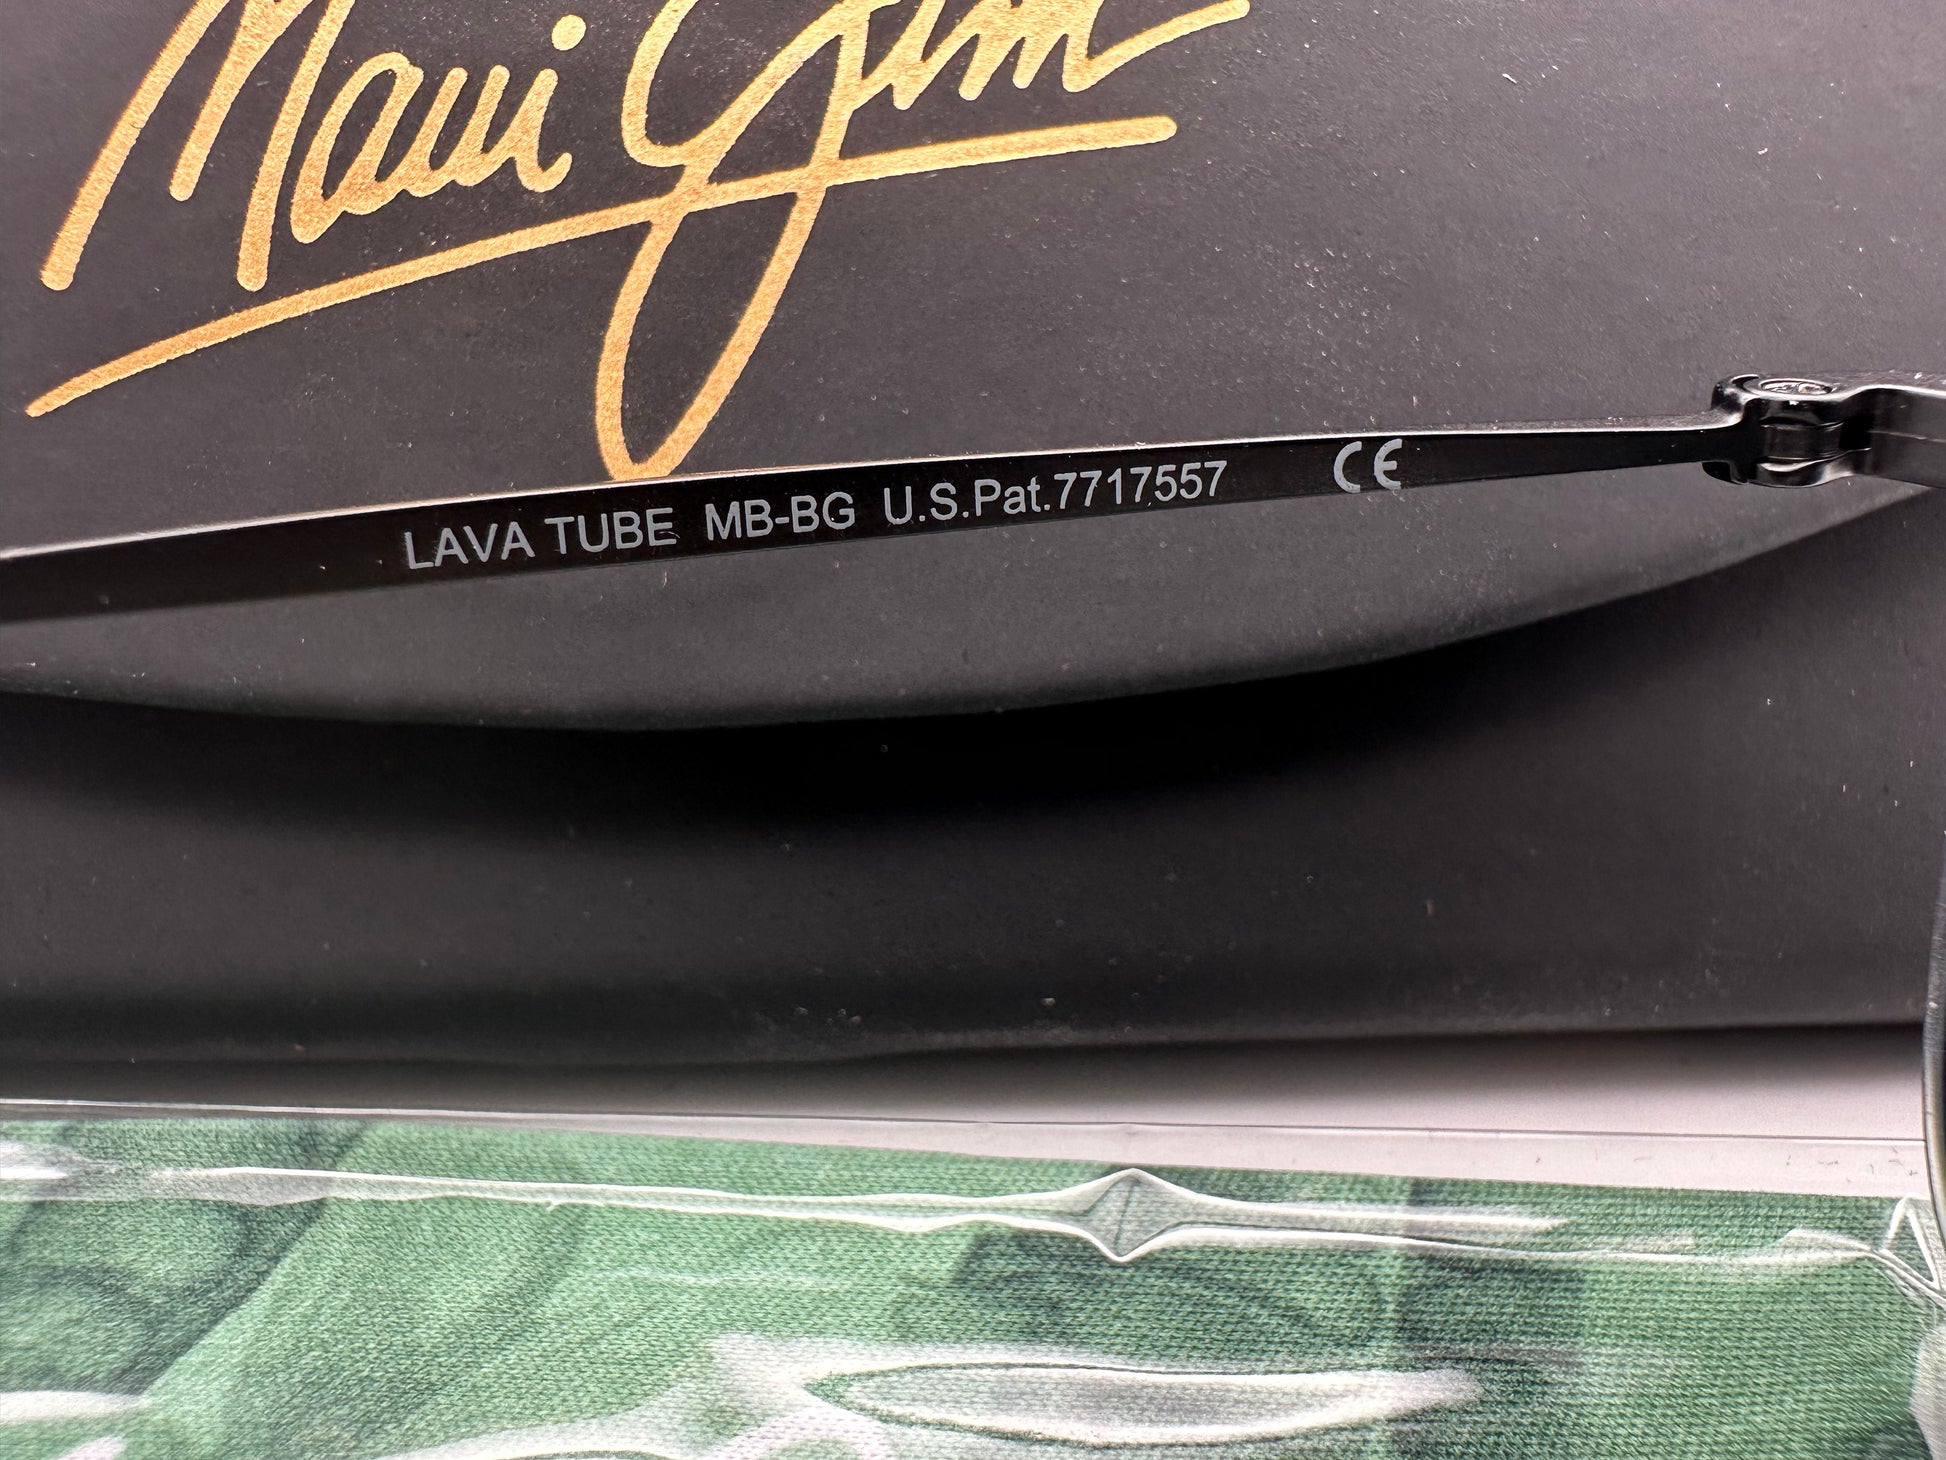 Maui Jim
LAVA TUBE MB-BG U.S.Pat.7717557 CE